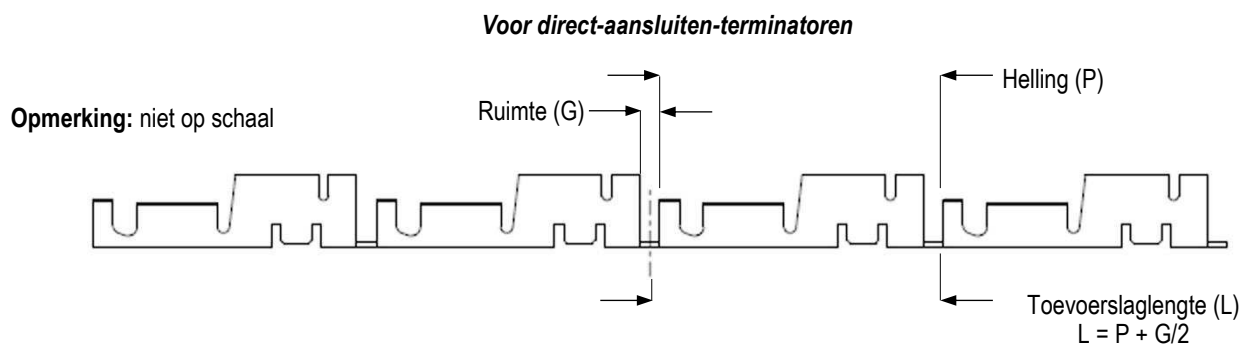 Voor direct-aansluiten-terminatoren
Helling (P)
Ruimte (G)
Opmerking: niet op schaal
Toevoerslaglengte (L)
L = P + G/2